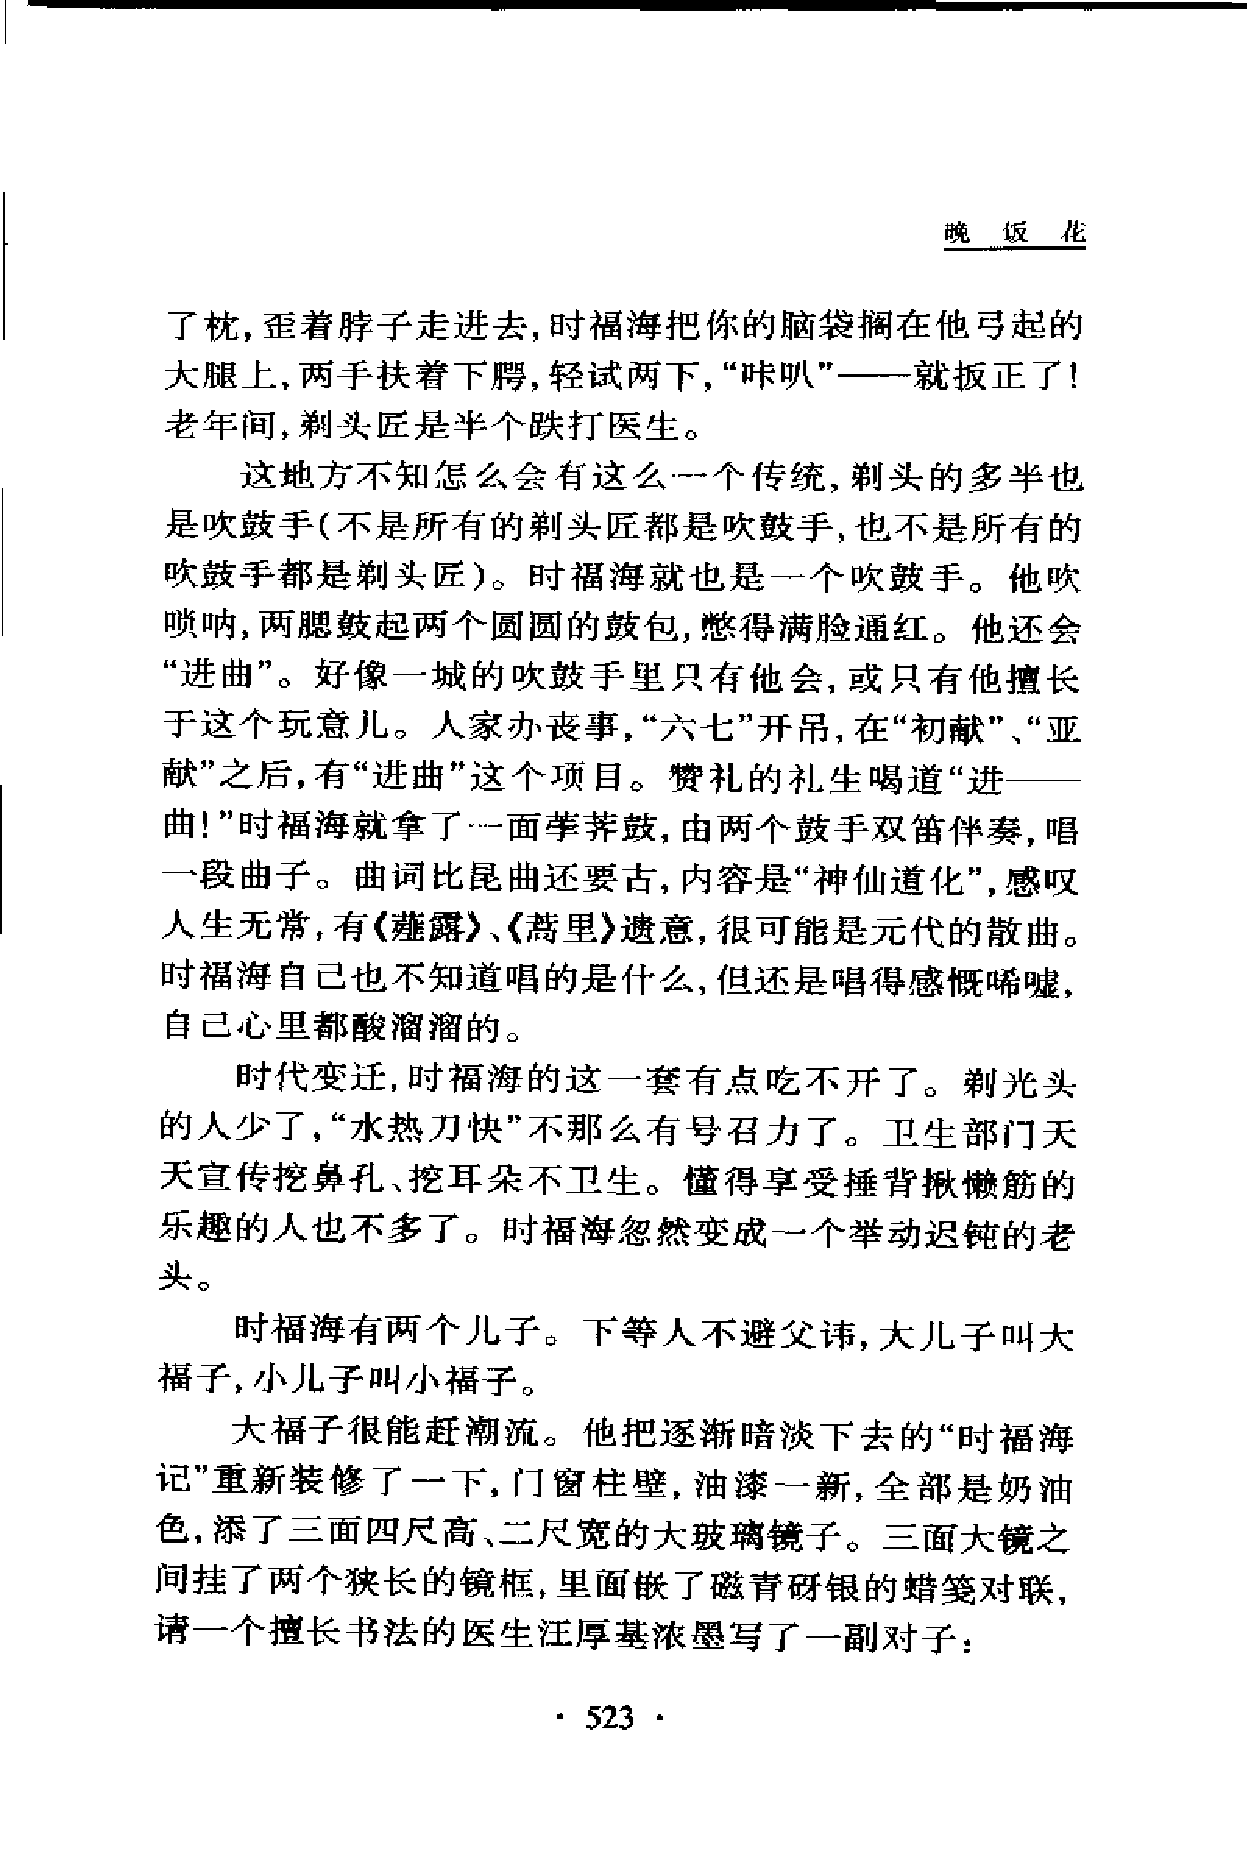 晚饭花
了枕,歪着脖子走进去,时福海把你的脑袋搁在他弓起的
大腿上,两手扶着下腭,轻试两下,“咔叭”——就扳正了!
老年间,剃头匠是半个跌打医生。
这地方不知怎么会有这么一个传统,剃头的多半也
是吹鼓手(不是所有的剃头匠都是吹鼓手,也不是所有的
吹鼓手都是剃头匠)。时福海就也是一个吹鼓手。他吹
唢呐,两腮鼓起两个圆圆的鼓包,憋得满脸通红。他还会
“进曲”。好像一城的吹鼓手里只有他会,或只有他擅长
于这个玩意儿。人家办丧事,“六七”开吊,在“初献”、“亚
献”之后,有“进曲”这个项目。赞礼的礼生喝道“进——
曲!”时福海就拿了一面荸荠鼓,由两个鼓手双笛伴奏,唱
一段曲子。曲词比昆曲还要古,内容是“神仙道化”,感叹
人生无常,有《薤露》、《蒿里》遗意,很可能是元代的散曲。
时福海自己也不知道唱的是什么,但还是唱得感慨唏嘘,
自己心里都酸溜溜的。
时代变迁,时福海的这一套有点吃不开了。剃光头
的人少了,“水热刀快”不那么有号召力了。卫生部门天
天宣传挖鼻孔、挖耳朵不卫生。懂得享受捶背揪懒筋的
乐趣的人也不多了。时福海忽然变成一个举动迟钝的老
头。
时福海有两个儿子。下等人不避父讳,大儿子叫大
福子,小儿子叫小福子。
大福子很能赶潮流。他把逐渐暗淡下去的“时福海
记”重新装修了一下,门窗柱壁,油漆一新,全部是奶油
色,添了三面四尺高、二尺宽的大玻璃镜子。三面大镜之
间挂了两个狭长的镜框,里面嵌了磁青砑银的蜡笺对联,
请一个擅长书法的医生汪厚基浓墨写了一副对子:
· 523 ·